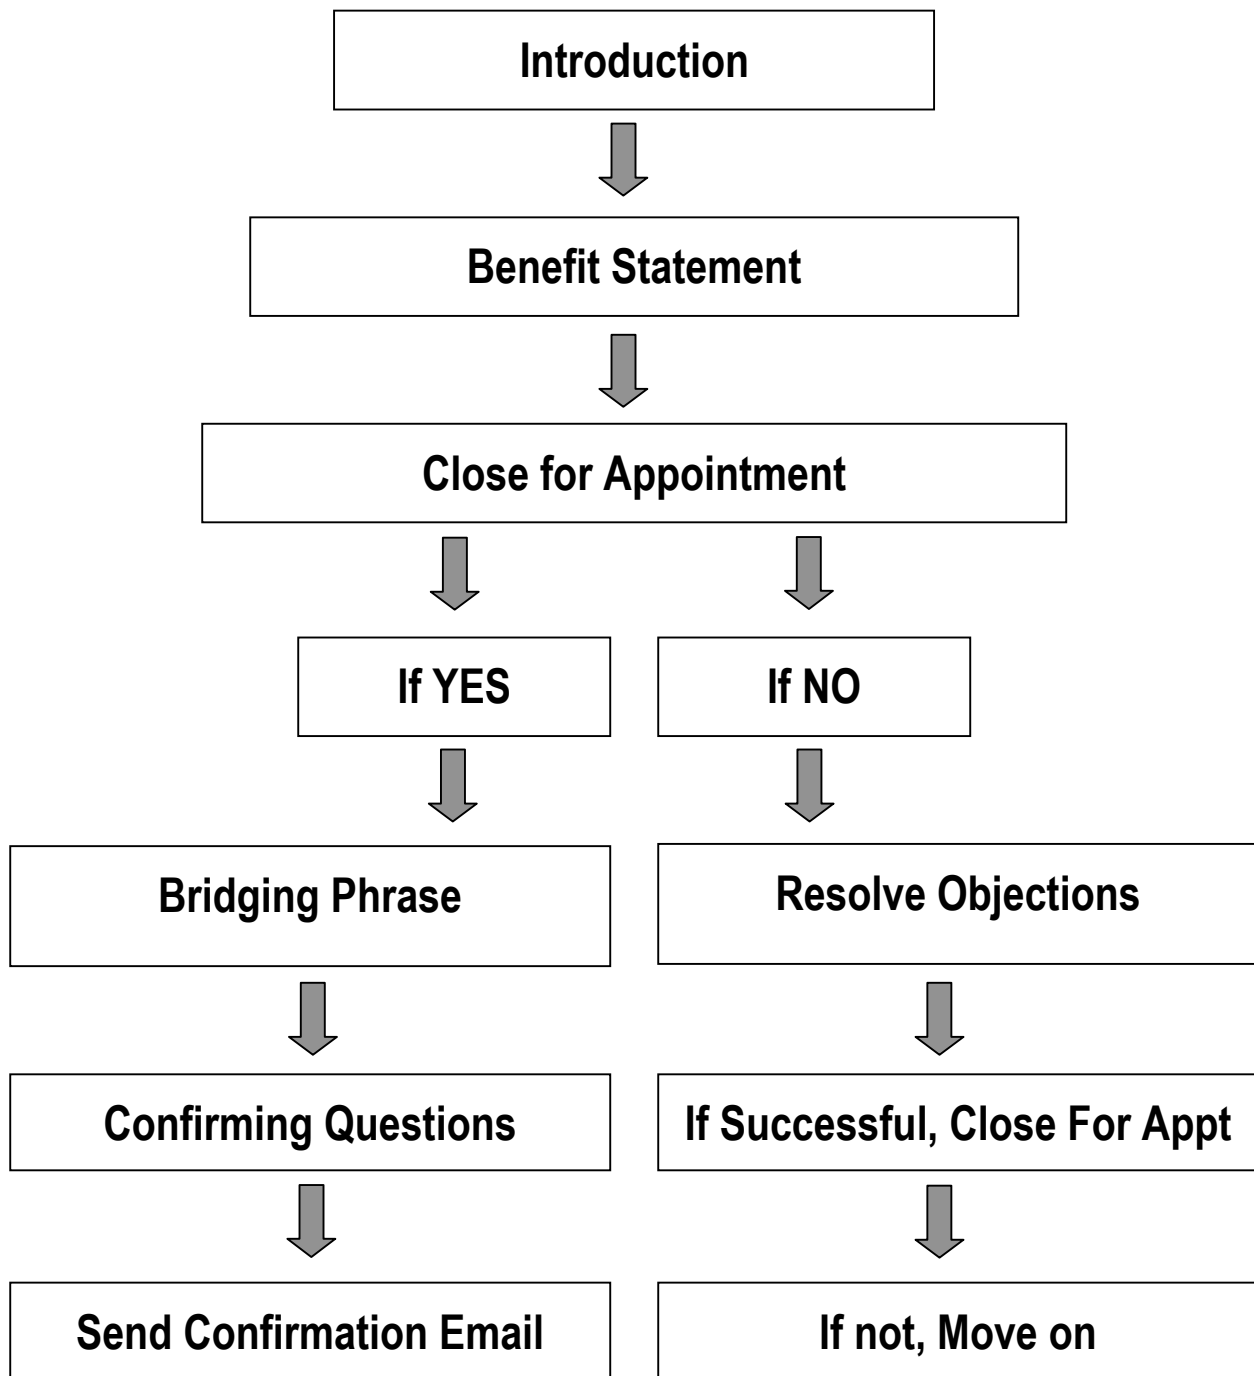 Introduction
Benefit Statement
Close for Appointment
If YES
If NO
Bridging Phrase
Resolve Objections
Confirming Questions
If Successful, Close For Appt
Send Confirmation Email
If not, Move on